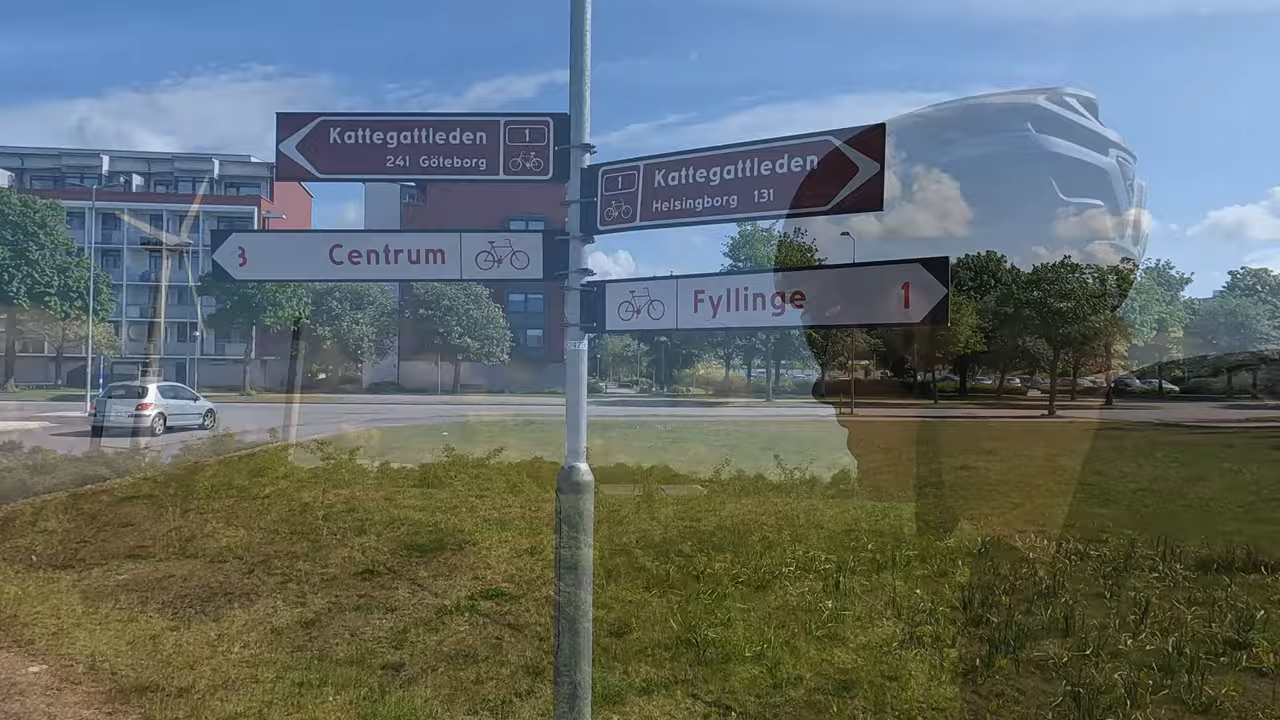 Kattegattleden 1
241 Göteborg
1 Kattegattleden
Helsingborg 131
3 Centrum
Fyllinge 1